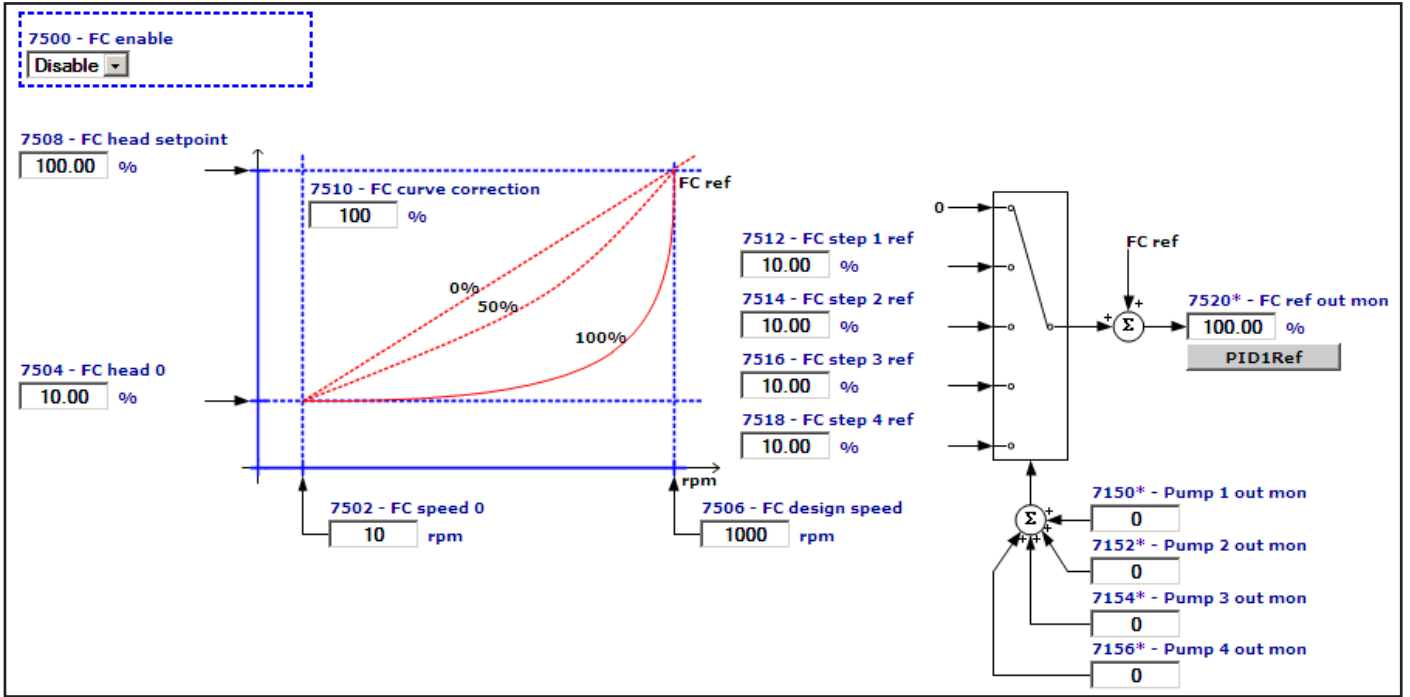 7500 - FC enable
Disable
7508 - FC head setpoint
100.00 %
7510 - FC curve correction
100 %
FC ref
0%
50%
100%
7504 - FC head 0
10.00 %
rpm
7502 - FC speed 0
10 rpm
7506 - FC design speed
1000 rpm
0
7512 - FC step 1 ref
10.00 %
7514 - FC step 2 ref
10.00 %
7516 - FC step 3 ref
10.00 %
7518 - FC step 4 ref
10.00 %
FC ref
+
+
Σ
7520* - FC ref out mon
100.00 %
PID1Ref
Σ
+
+
+ +
7150* - Pump 1 out mon
0
7152* - Pump 2 out mon
0
7154* - Pump 3 out mon
0
7156* - Pump 4 out mon
0